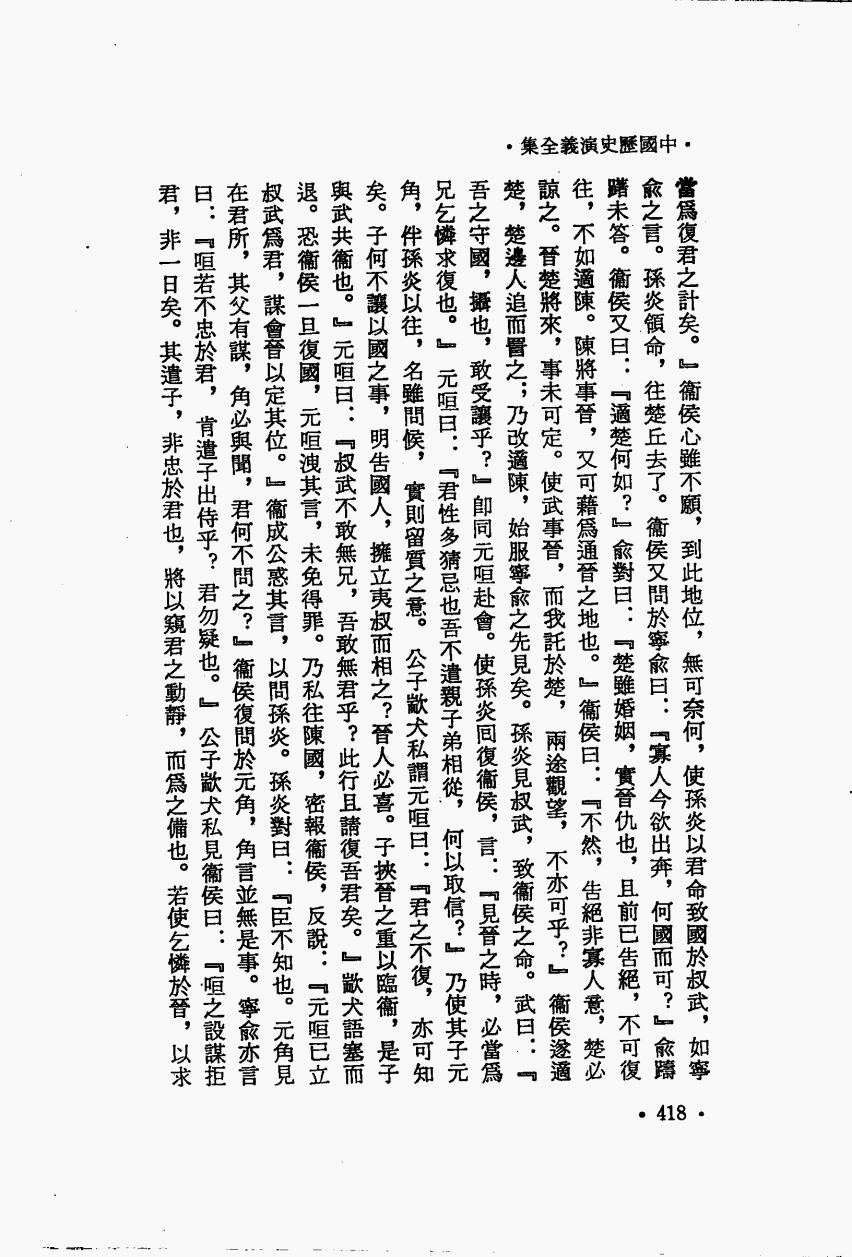 ·中國歷史演義全集·
當爲復君之計矣。』衞侯心雖不願，到此地位，無可奈何，使孫炎以君命致國於叔武，如寧
兪之言。孫炎領命，往楚丘去了。衞侯又問於寧兪曰：『寡人今欲出奔，何國而可？』兪躊
躇未答。衞侯又曰：『適楚何如？』兪對曰：『楚雖婚姻，實晉仇也，且前已告絕，不可復
往，不如適陳。陳將事晉，又可藉爲通晉之地也。』衞侯曰：『不然，告絕非寡人意，楚必
諒之。晉楚將來，事未可定。使武事晉，而我託於楚，兩途觀望，不亦可乎？』衞侯遂適
楚，楚邊人追而詈之；乃改適陳，始服寧兪之先見矣。孫炎見叔武，致衞侯之命。武曰：『
吾之守國，攝也，敢受讓乎？』卽同元咺赴會。使孫炎囘復衞侯，言：『見晉之時，必當爲
兄乞憐求復也。』元咺曰：『君性多猜忌也吾不遣親子弟相從，何以取信？』乃使其子元
角，伴孫炎以往，名雖問候，實則留質之意。公子歂犬私謂元咺曰：『君之不復，亦可知
矣。子何不讓以國之事，明告國人，擁立夷叔而相之？晉人必喜。子挾晉之重以臨衞，是子
與武共衞也。』元咺曰：『叔武不敢無兄，吾敢無君乎？此行且請復吾君矣。』歂犬語塞而
退。恐衞侯一旦復國，元咺洩其言，未免得罪。乃私往陳國，密報衞侯，反說：『元咺已立
叔武爲君，謀會晉以定其位。』衞成公惑其言，以問孫炎。孫炎對曰：『臣不知也。元角見
在君所，其父有謀，角必與聞，君何不問之？』衞侯復問於元角，角言並無是事。寧兪亦言
曰：『咺若不忠於君，肯遣子出侍乎？君勿疑也。』公子歂犬私見衞侯曰：『咺之設謀拒
君，非一日矣。其遣子，非忠於君也，將以窺君之動靜，而爲之備也。若使乞憐於晉，以求
·418·